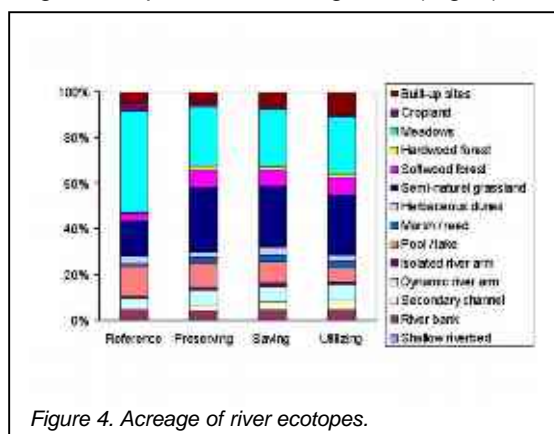 100%
80%
60%
40%
20%
0%
Reference Preserving Saving Utilizing
Built-up sites
Cropland
Meadows
Hardwood forest
Softwood forest
Semi-natural grassland
Herbaceous dunes
Marsh / reed
Pool / lake
Isolated river arm
Dynamic river arm
Secondary channel
River bank
Shallow riverbed
Figure 4. Acreage of river ecotopes.